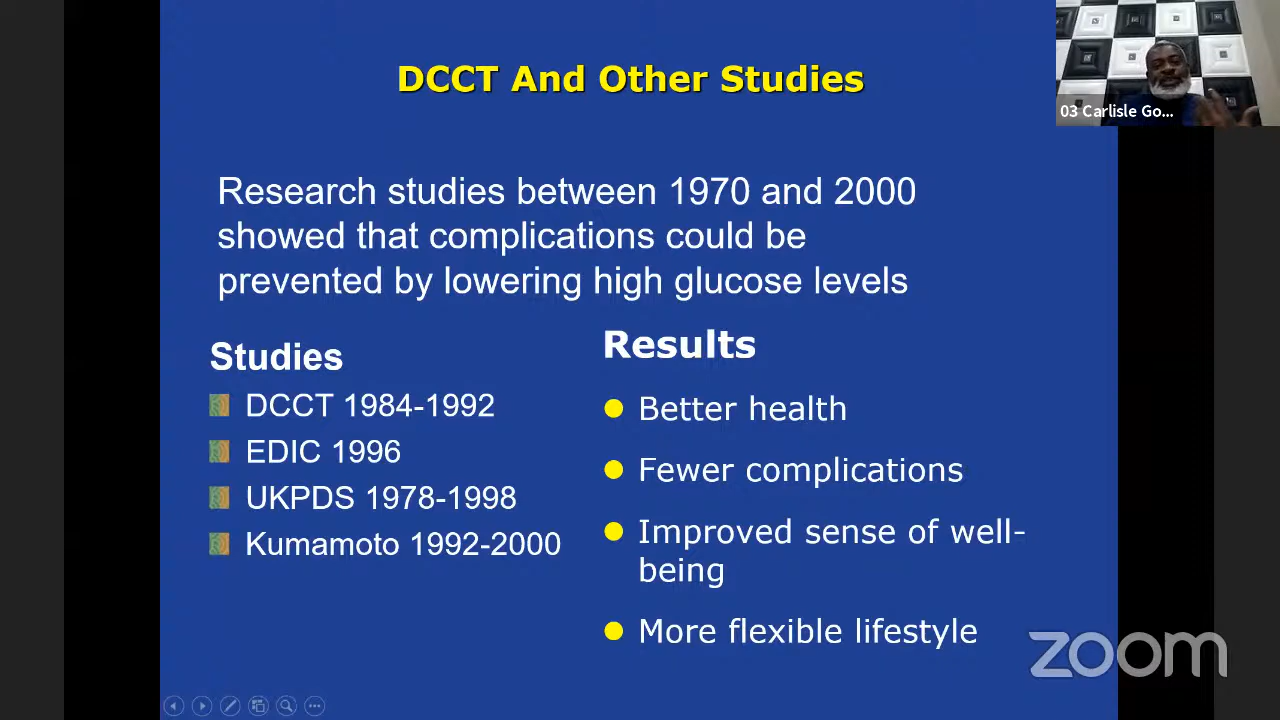 DCCT And Other Studies
03 Carlisle Go...
Research studies between 1970 and 2000
showed that complications could be
prevented by lowering high glucose levels
Studies
DCCT 1984-1992
EDIC 1996
UKPDS 1978-1998
Kumamoto 1992-2000
Results
Better health
Fewer complications
Improved sense of well-
being
More flexible lifestyle
zoom